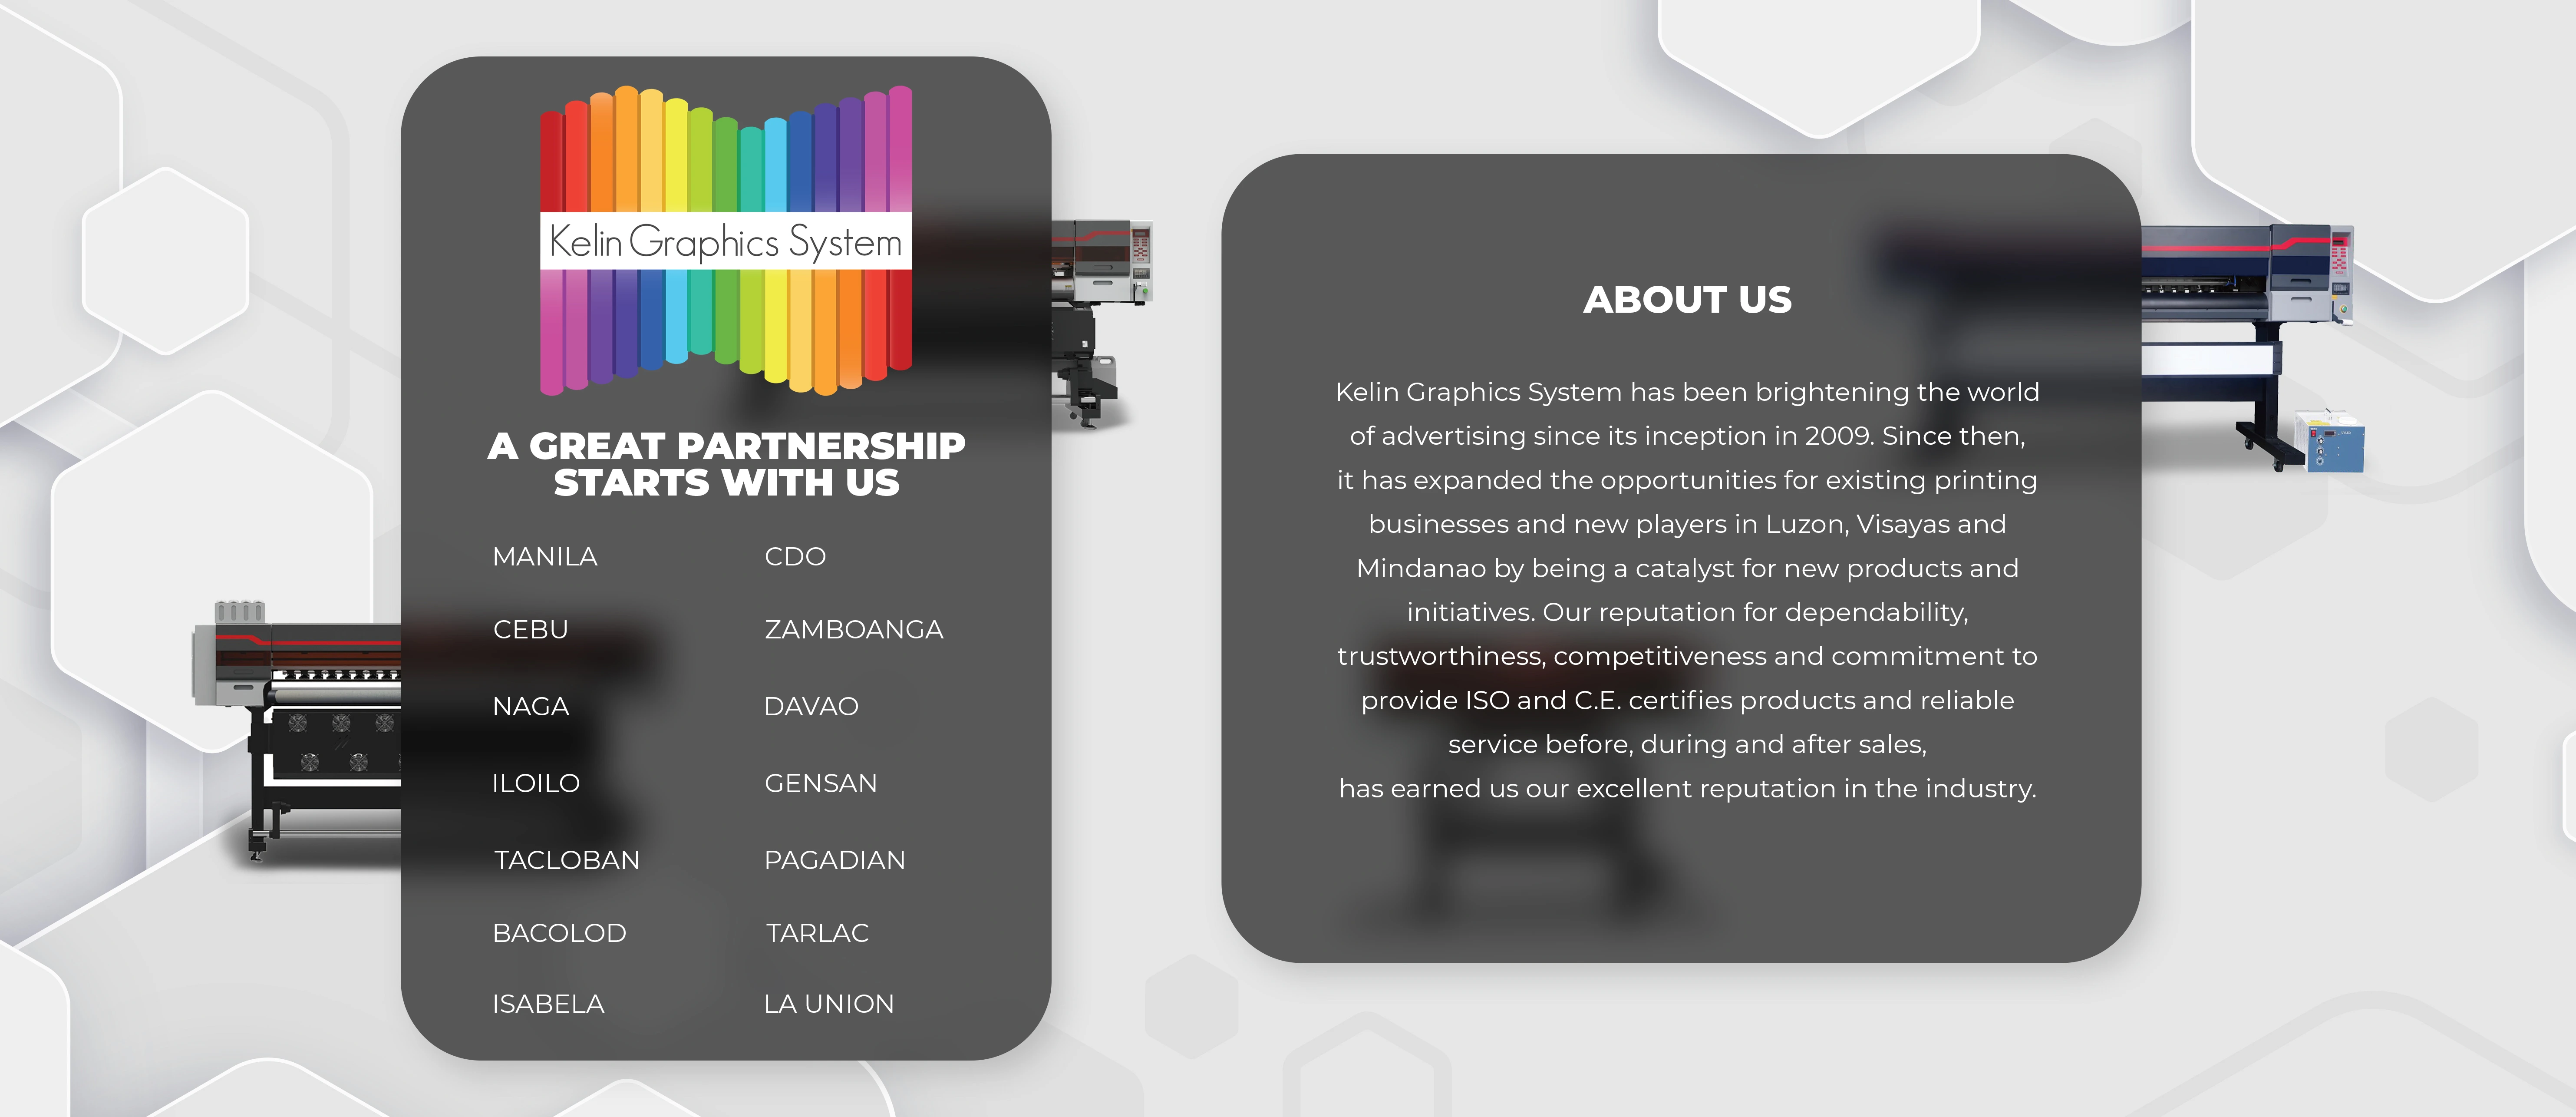 Kelin Graphics System
A GREAT PARTNERSHIP
STARTS WITH US
MANILA
CEBU
NAGA
ILOILO
TACLOBAN
BACOLOD
ISABELA
CDO
ZAMBOANGA
DAVAO
GENSAN
PAGADIAN
TARLAC
LA UNION
ABOUT US
Kelin Graphics System has been brightening the world
of advertising since its inception in 2009. Since then,
it has expanded the opportunities for existing printing
businesses and new players in Luzon, Visayas and
Mindanao by being a catalyst for new products and
initiatives. Our reputation for dependability,
trustworthiness, competitiveness and commitment to
provide ISO and C.E. certifies products and reliable
service before, during and after sales,
has earned us our excellent reputation in the industry.